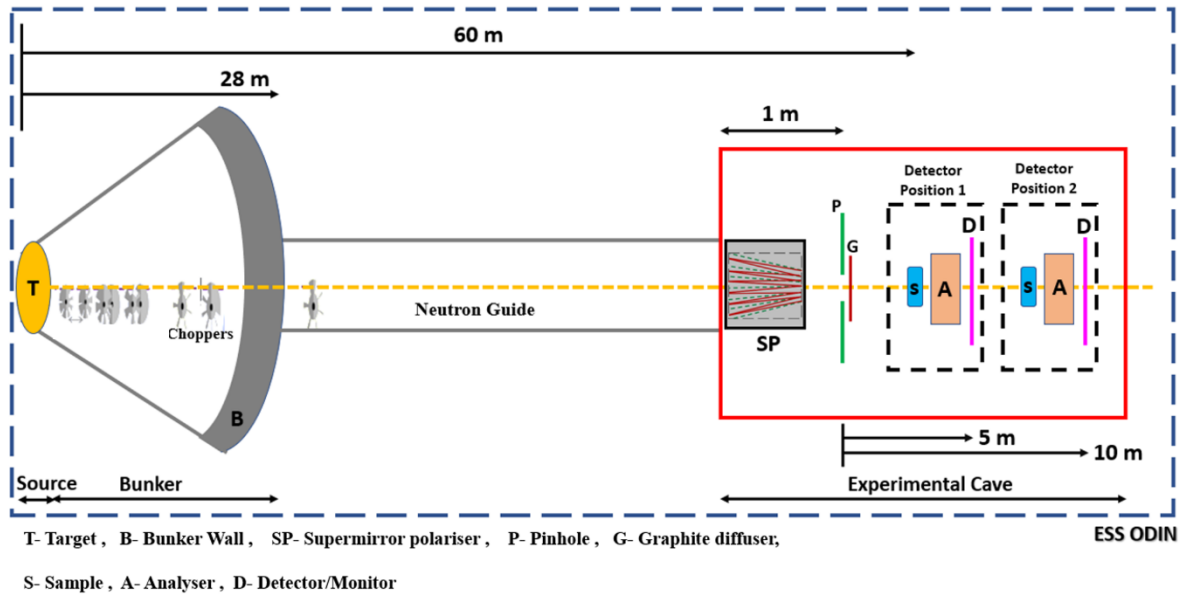 60 m
28 m
1 m
Detector
Position 1
Detector
Position 2
P
G
D
D
T
S
A
S
A
Choppers
Neutron Guide
SP
B
5 m
10 m
Source
Bunker
Experimental Cave
ESS ODIN
T- Target , B- Bunker Wall , SP- Supermirror polariser , P- Pinhole , G- Graphite diffuser,
S- Sample , A- Analyser , D- Detector/Monitor